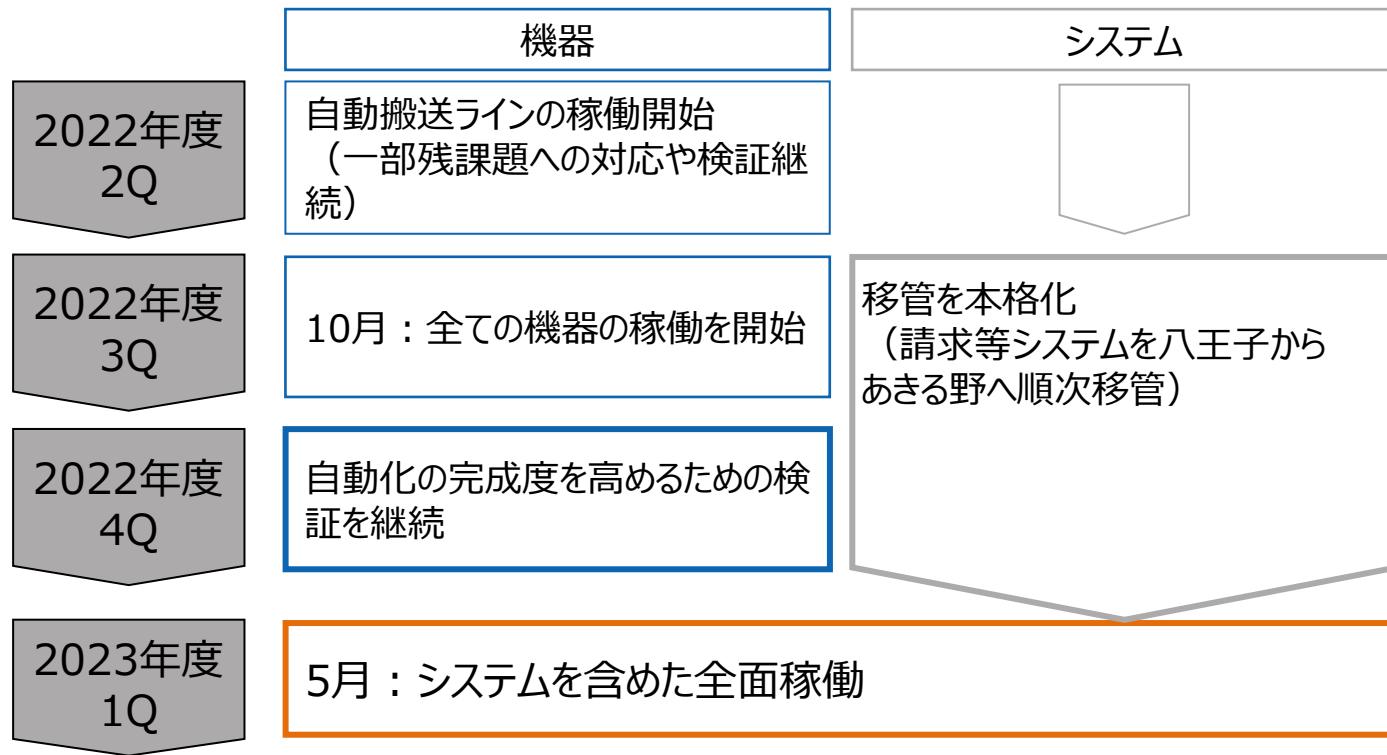 機器
システム
2022年度
2Q
自動搬送ラインの稼働開始
（一部残課題への対応や検証継
続）
2022年度
3Q
10月：全ての機器の稼働を開始
移管を本格化
（請求等システムを八王子から
あきる野へ順次移管）
2022年度
4Q
自動化の完成度を高めるための検
証を継続
2023年度
1Q
5月：システムを含めた全面稼働